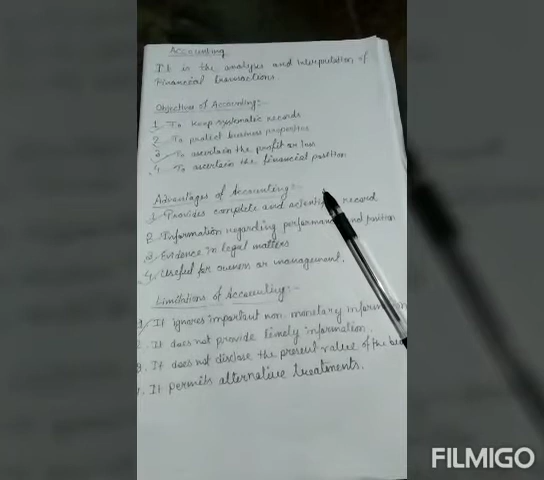 Accounting
It is the analysis and interpretation of
Financial transactions.
Objectives of Accounting:-
1 To keep systematic records
2 To protect business properties
3 To ascertain the profit or loss
4 To ascertain the financial position
Advantages of Accounting:-
1 Provides complete and record
2 Information regarding performance and position
3 Evidence in legal matters
4 Useful for owners or management.
Limitations of Accounting:-
1. It ignores important non monetary information
2. It does not provide timely information.
3. It does not disclose the present value of the
4. It permits alternative treatments.
FILMIGO